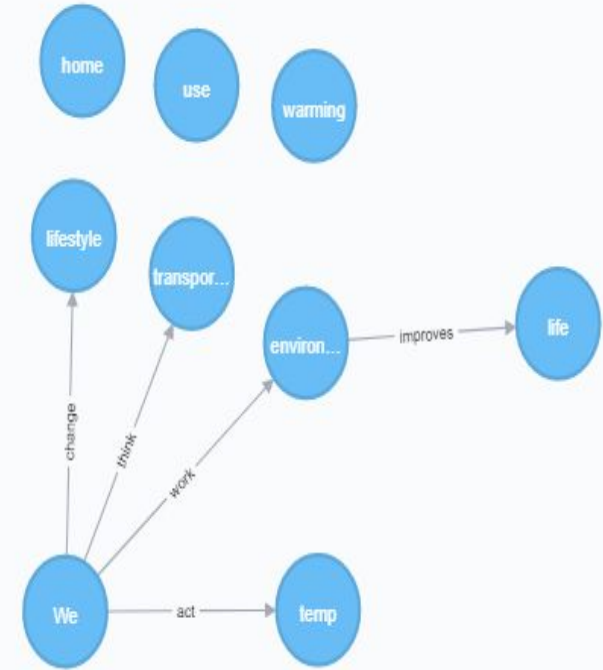 home
use
warming
lifestyle
transpor...
environ...
improves
life
change
think
work
We
act
temp